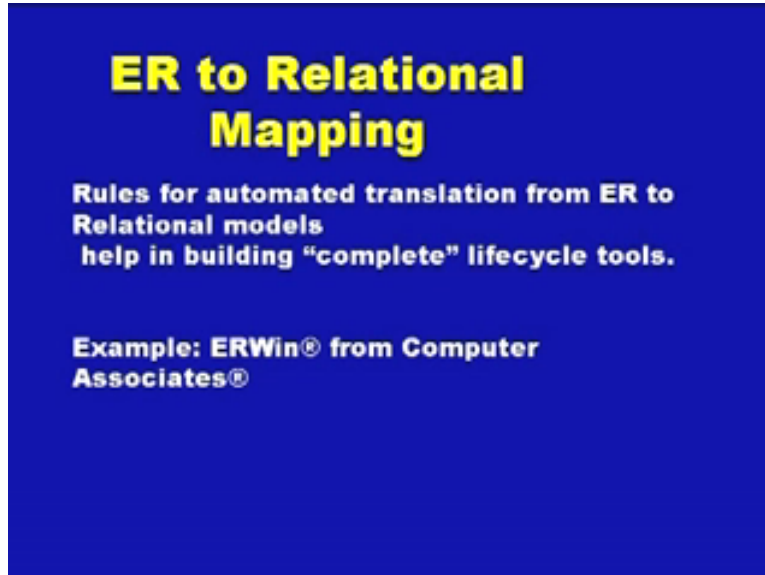 ER to Relational
Mapping
Rules for automated translation from ER to
Relational models
help in building “complete” lifecycle tools.
Example: ERWin® from Computer
Associates®